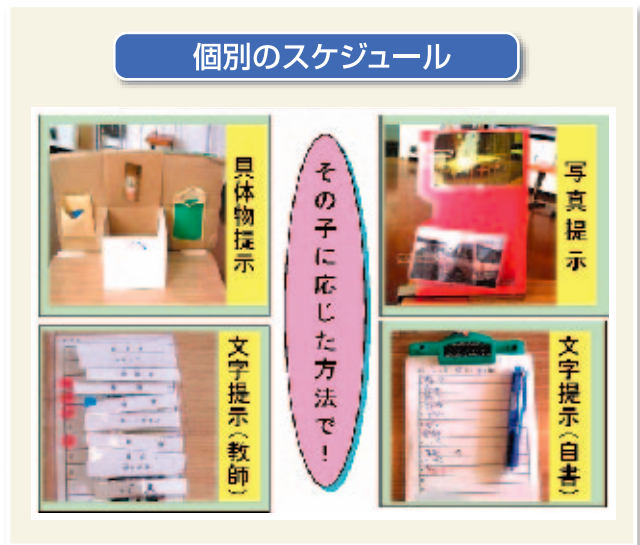 個別のスケジュール
具体物提示
その子に応じた方法で！
写真提示
文字提示（教師）
文字提示（自書）